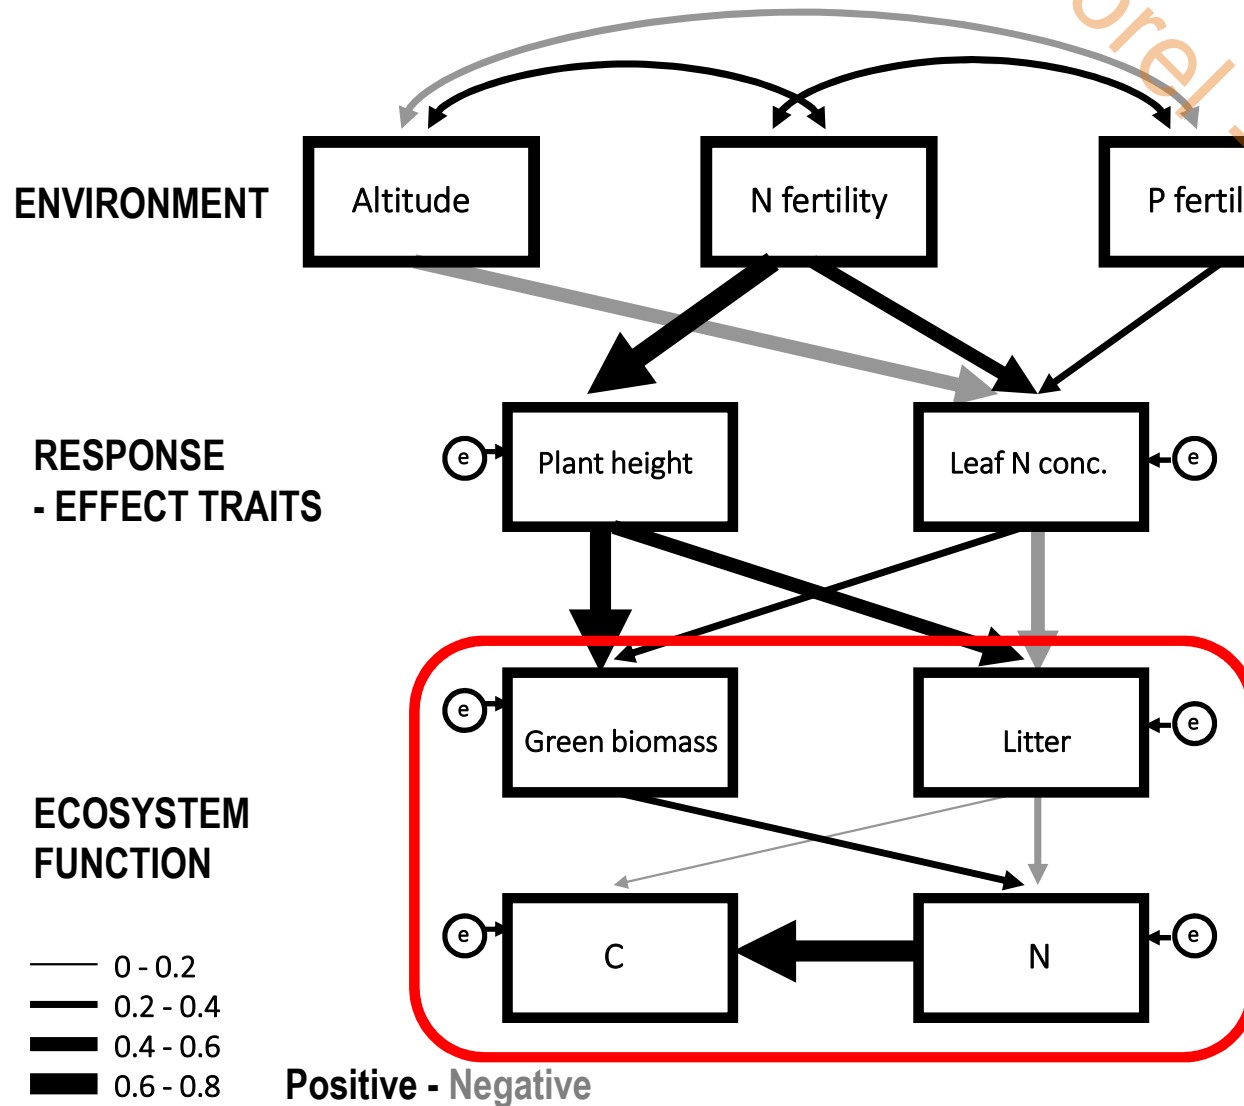 orel
ENVIRONMENT
Altitude
N fertility
P fertil
RESPONSE
- EFFECT TRAITS
e
Plant height
Leaf N conc.
e
e
Green biomass
Litter
e
ECOSYSTEM
FUNCTION
e
C
N
e
0 - 0.2
0.2 - 0.4
0.4 - 0.6
0.6 - 0.8
Positive - Negative